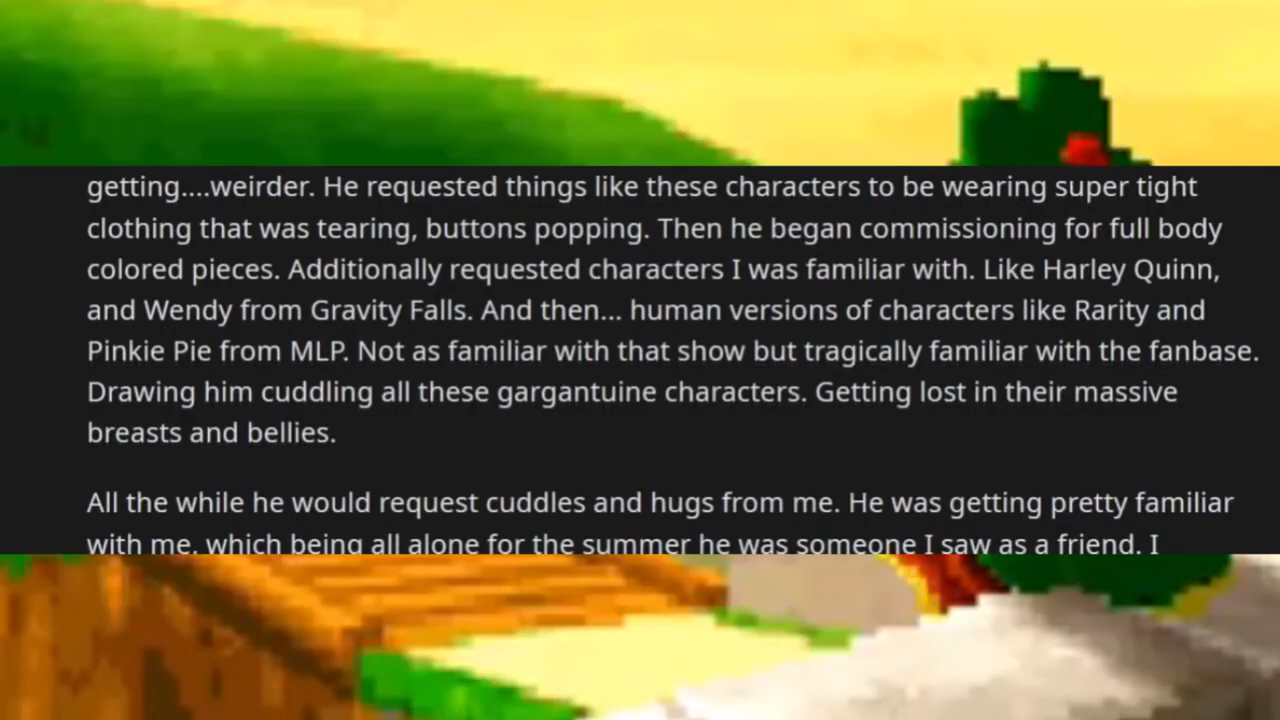 getting....weirder. He requested things like these characters to be wearing super tight
clothing that was tearing, buttons popping. Then he began commissioning for full body
colored pieces. Additionally requested characters I was familiar with. Like Harley Quinn,
and Wendy from Gravity Falls. And then... human versions of characters like Rarity and
Pinkie Pie from MLP. Not as familiar with that show but tragically familiar with the fanbase.
Drawing him cuddling all these gargantuine characters. Getting lost in their massive
breasts and bellies.
All the while he would request cuddles and hugs from me. He was getting pretty familiar
with me, which being all alone for the summer he was someone I saw as a friend. I